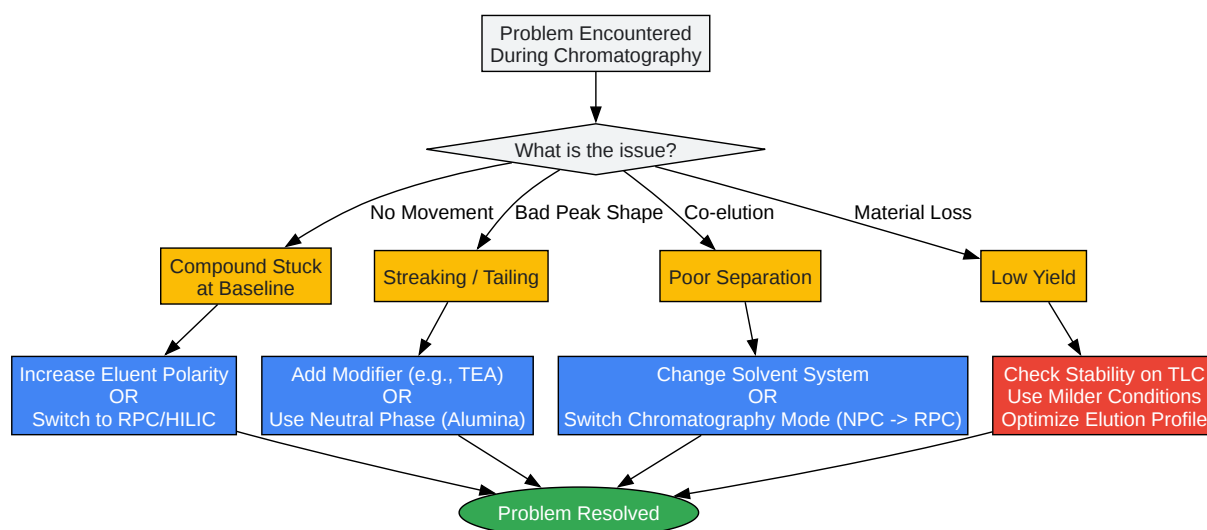 Problem Encountered
During Chromatography
What is the issue?
No Movement
Bad Peak Shape
Co-elution
Material Loss
Compound Stuck
at Baseline
Streaking / Tailing
Poor Separation
Low Yield
Increase Eluent Polarity
OR
Switch to RPC/HILIC
Add Modifier (e.g., TEA)
OR
Use Neutral Phase (Alumina)
Change Solvent System
OR
Switch Chromatography Mode (NPC -> RPC)
Check Stability on TLC
Use Milder Conditions
Optimize Elution Profile
Problem Resolved